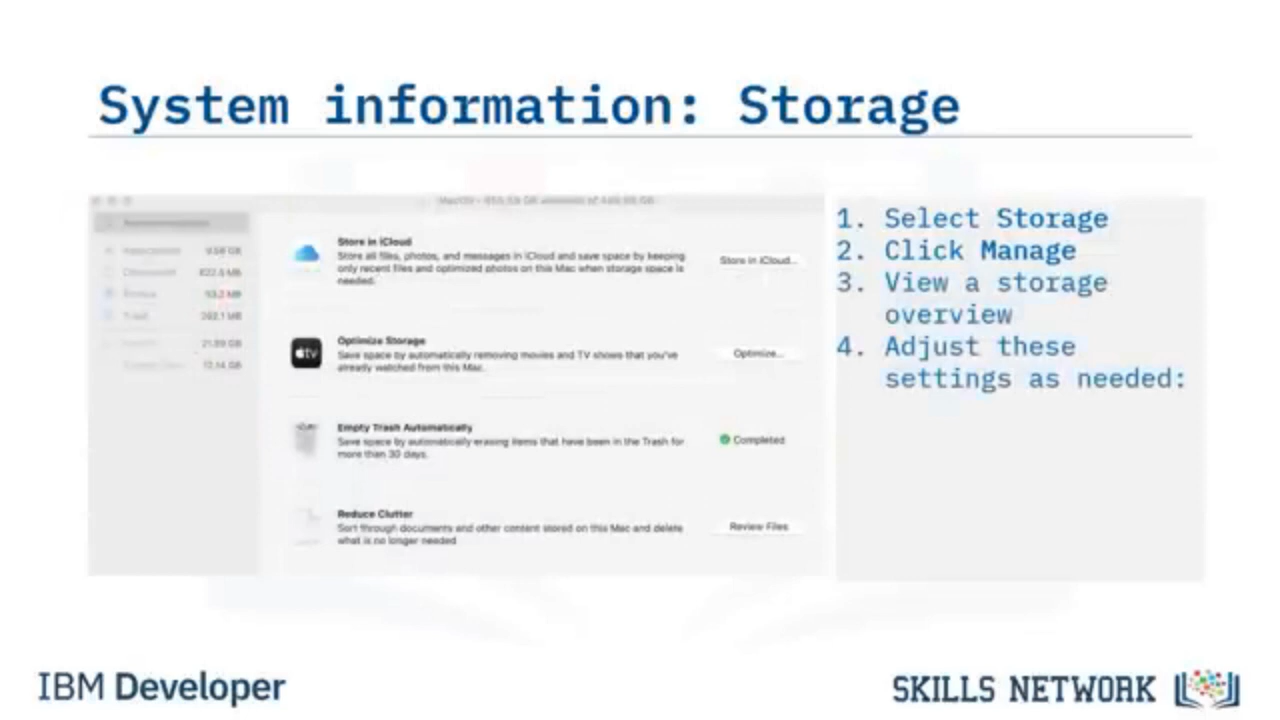 System information: Storage
Store in iCloud
Store all files, photos, and messages in iCloud and save space by keeping
only recent files and optimized photos on this Mac when storage space is
needed.
Store in iCloud...
Optimize Storage
Save space by automatically removing movies and TV shows that you've
already watched from this Mac.
Optimize...
Empty Trash Automatically
Save space by automatically erasing items that have been in the Trash for
more than 30 days.
Completed
Reduce Clutter
Sort through documents and other content stored on this Mac and delete
what is no longer needed
Review Files
1. Select Storage
2. Click Manage
3. View a storage
overview
4. Adjust these
settings as needed:
IBM Developer
SKILLS NETWORK